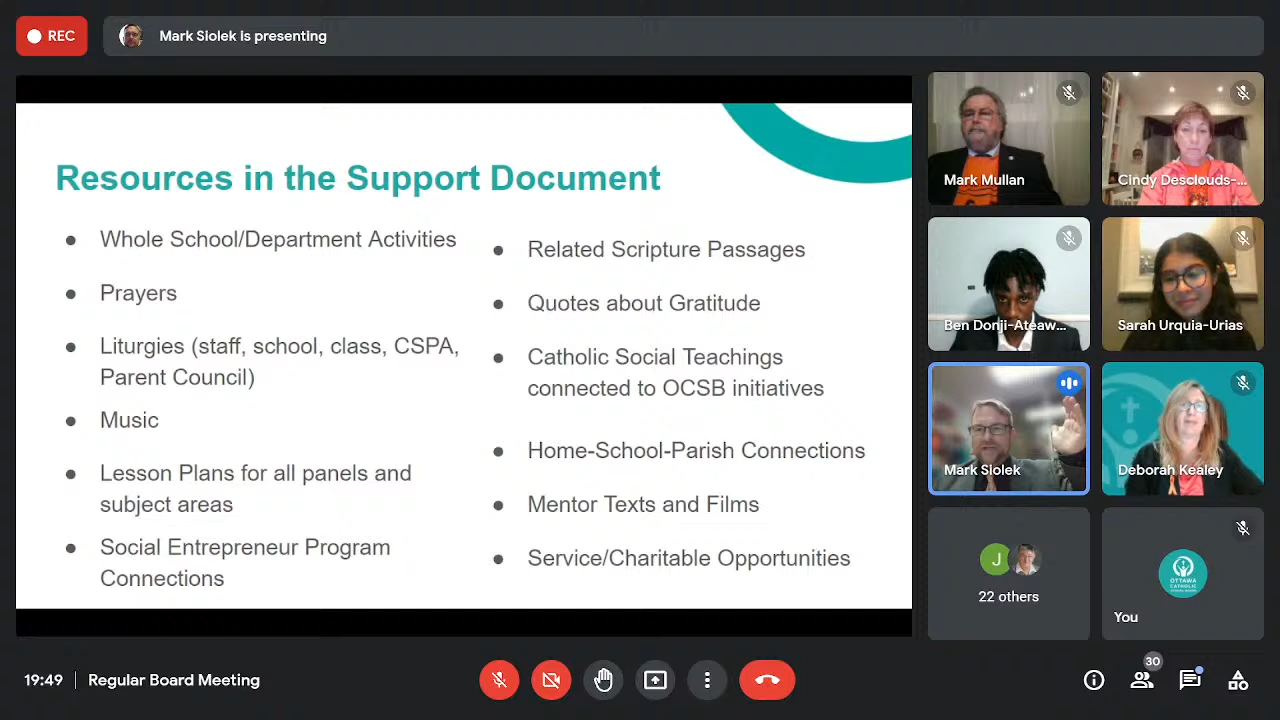 REC
Mark Siolek is presenting
Resources in the Support Document
● Whole School/Department Activities
● Prayers
● Liturgies (staff, school, class, CSPA,
Parent Council)
● Music
● Lesson Plans for all panels and
subject areas
● Social Entrepreneur Program
Connections
● Related Scripture Passages
● Quotes about Gratitude
● Catholic Social Teachings
connected to OCSB initiatives
● Home-School-Parish Connections
● Mentor Texts and Films
● Service/Charitable Opportunities
Mark Mullan
Cindy Desclouds-...
Ben Donji-Ateaw...
Sarah Urquia-Urias
Mark Siolek
Deborah Kealey
J
22 others
OTTAWA
CATHOLIC
You
19:49
Regular Board Meeting
30